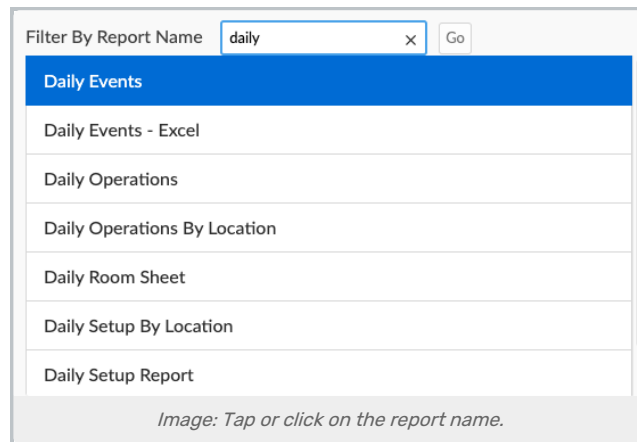 Filter By Report Name daily × Go
Daily Events
Daily Events - Excel
Daily Operations
Daily Operations By Location
Daily Room Sheet
Daily Setup By Location
Daily Setup Report
Image: Tap or click on the report name.